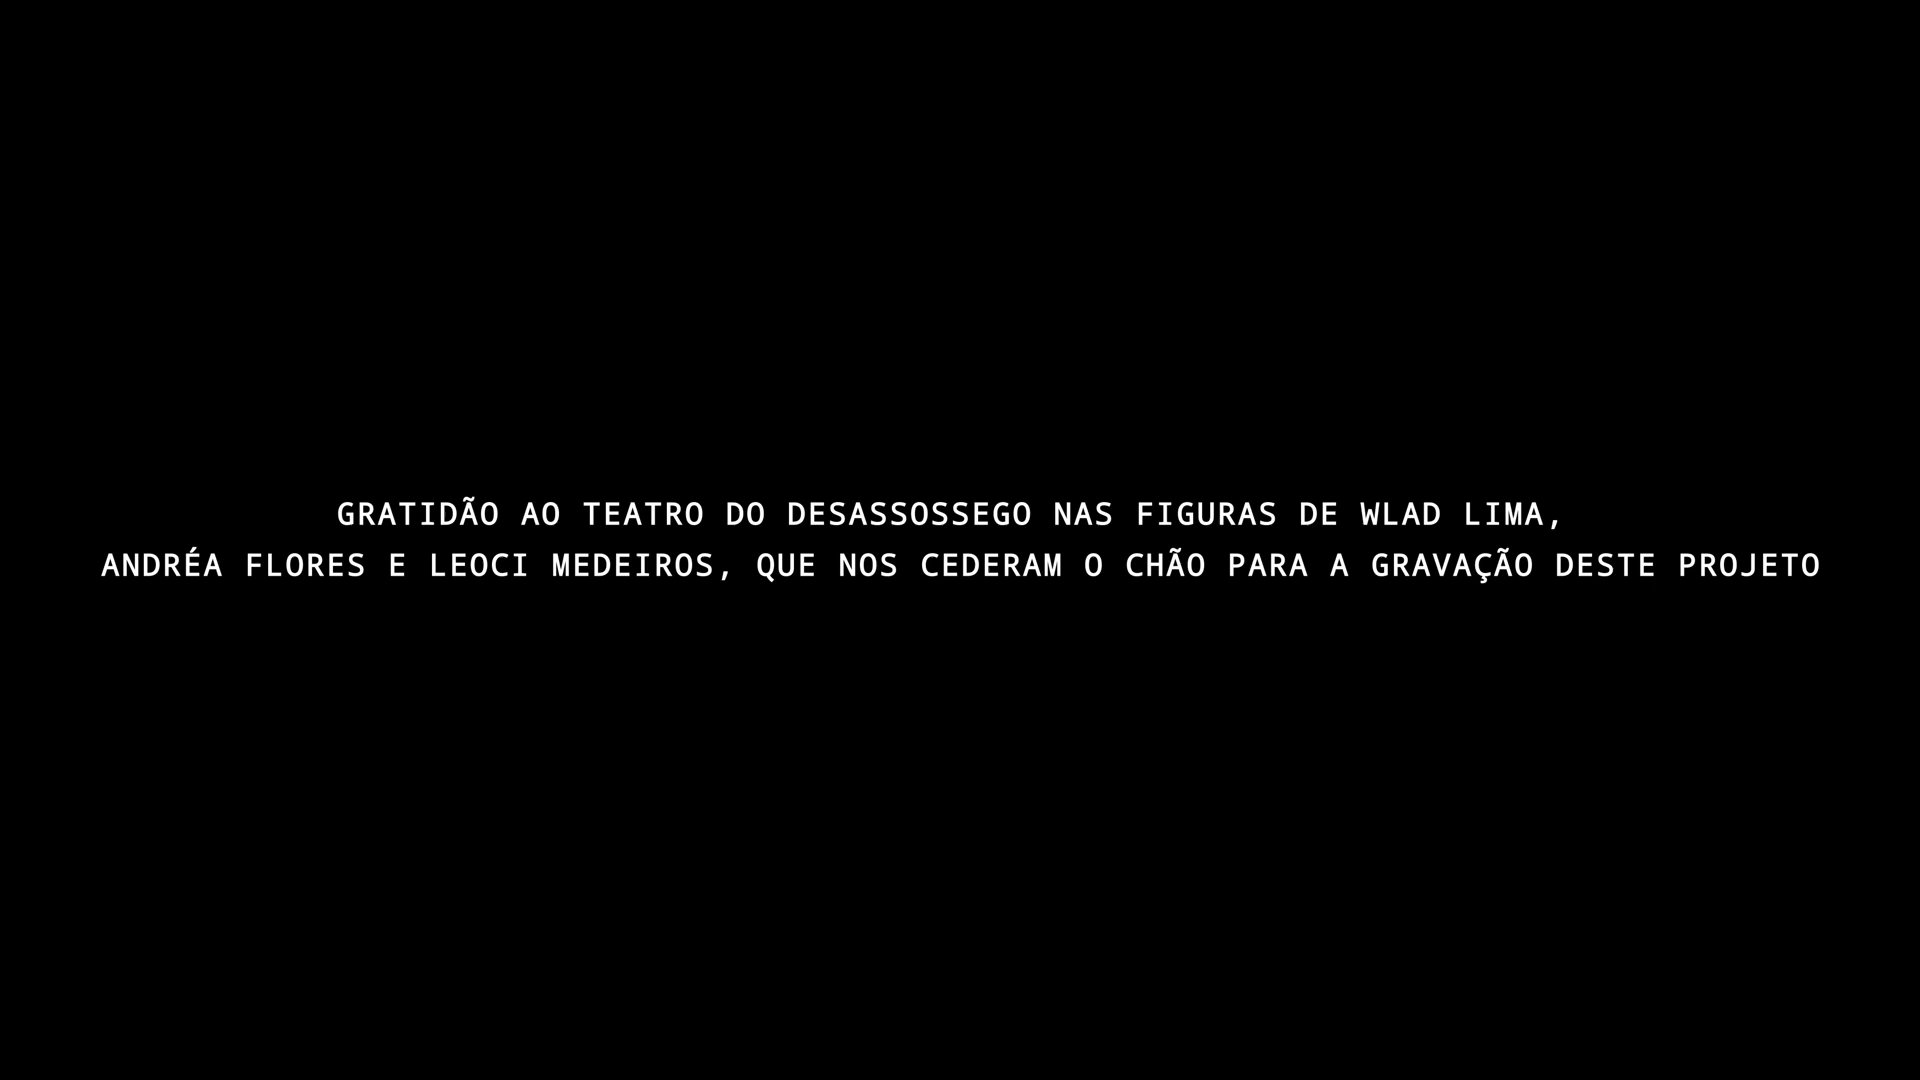 GRATIDÃO AO TEATRO DO DESASSOSSEGO NAS FIGURAS DE WLAD LIMA,
ANDRÉA FLORES E LEOCI MEDEIROS, QUE NOS CEDERAM O CHÃO PARA A GRAVAÇÃO DESTE PROJETO